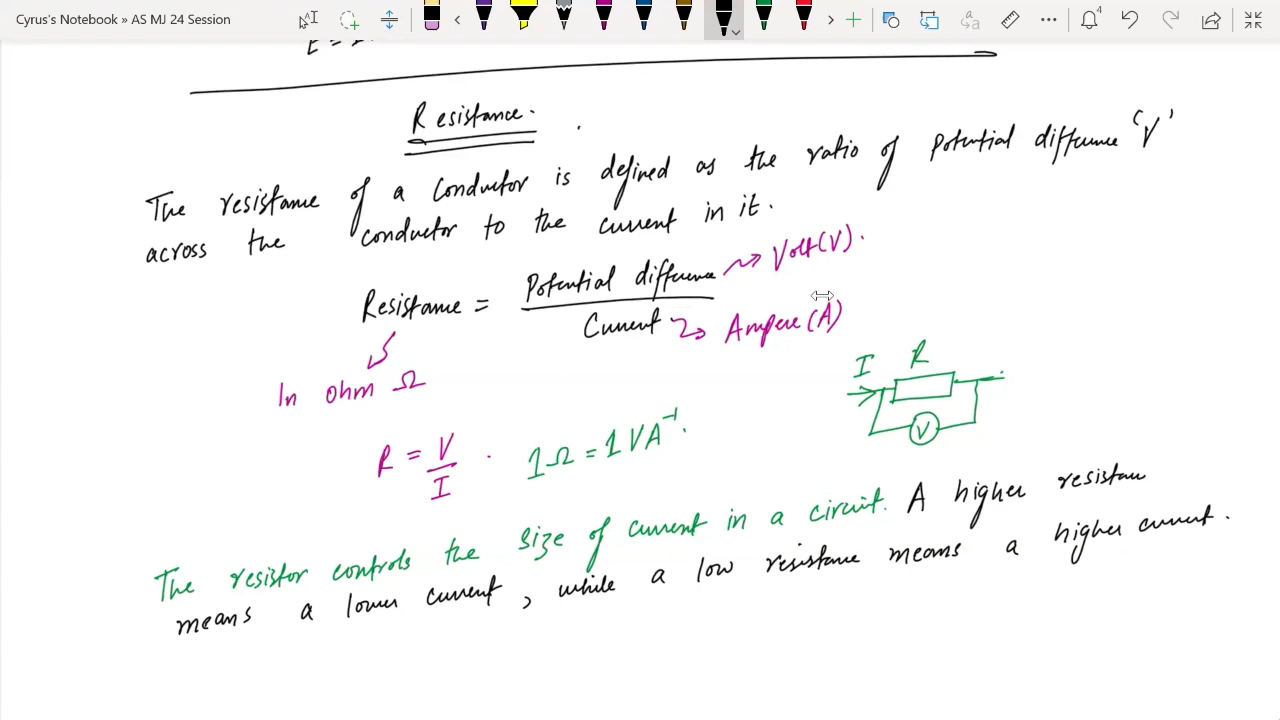 Cyrus's Notebook » AS MJ 24 Session
4
Resistance.
The resistance of a conductor is defined as the ratio of potential difference 'V'
across the conductor to the current in it.
Potential difference → Volt(V).
Resistance =
Current → Ampere (A)
In ohm Ω
I R
V
R = V/I . 1Ω = 1VA⁻¹.
The resistor controls the size of current in a circuit. A higher resistance
means a lower current, while a low resistance means a higher current.